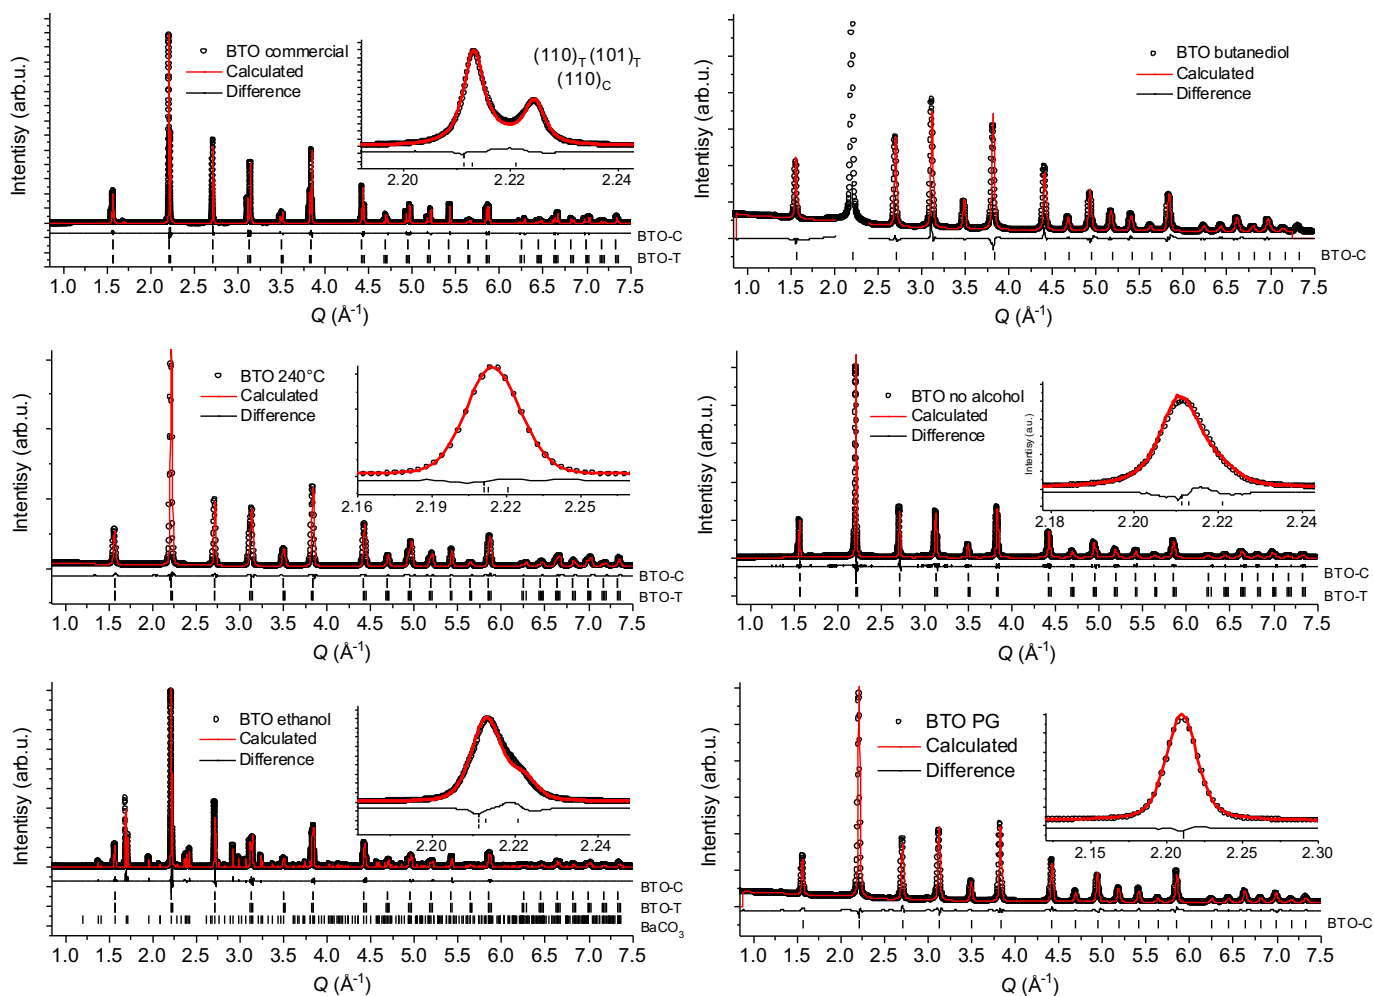 Intentisy (arb.u.)
BTO commercial
Calculated
Difference
(110)T (101)T
(110)C
2.20 2.22 2.24
BTO-C
BTO-T
1.0 1.5 2.0 2.5 3.0 3.5 4.0 4.5 5.0 5.5 6.0 6.5 7.0 7.5
Q (Å-1)
Intentisy (arb.u.)
BTO butanediol
Calculated
Difference
BTO-C
1.0 1.5 2.0 2.5 3.0 3.5 4.0 4.5 5.0 5.5 6.0 6.5 7.0 7.5
Q (Å-1)
Intentisy (arb.u.)
BTO 240°C
Calculated
Difference
2.16 2.19 2.22 2.25
BTO-C
BTO-T
1.0 1.5 2.0 2.5 3.0 3.5 4.0 4.5 5.0 5.5 6.0 6.5 7.0 7.5
Q (Å-1)
Intentisy (arb.u.)
BTO no alcohol
Calculated
Difference
Intentisy (a.u.)
2.18 2.20 2.22 2.24
BTO-C
BTO-T
1.0 1.5 2.0 2.5 3.0 3.5 4.0 4.5 5.0 5.5 6.0 6.5 7.0 7.5
Q (Å-1)
Intentisy (arb.u.)
BTO ethanol
Calculated
Difference
2.20 2.22 2.24
BTO-C
BTO-T
BaCO3
1.0 1.5 2.0 2.5 3.0 3.5 4.0 4.5 5.0 5.5 6.0 6.5 7.0 7.5
Q (Å-1)
Intentisy (arb.u.)
BTO PG
Calculated
Difference
2.15 2.20 2.25 2.30
BTO-C
1.0 1.5 2.0 2.5 3.0 3.5 4.0 4.5 5.0 5.5 6.0 6.5 7.0 7.5
Q (Å-1)